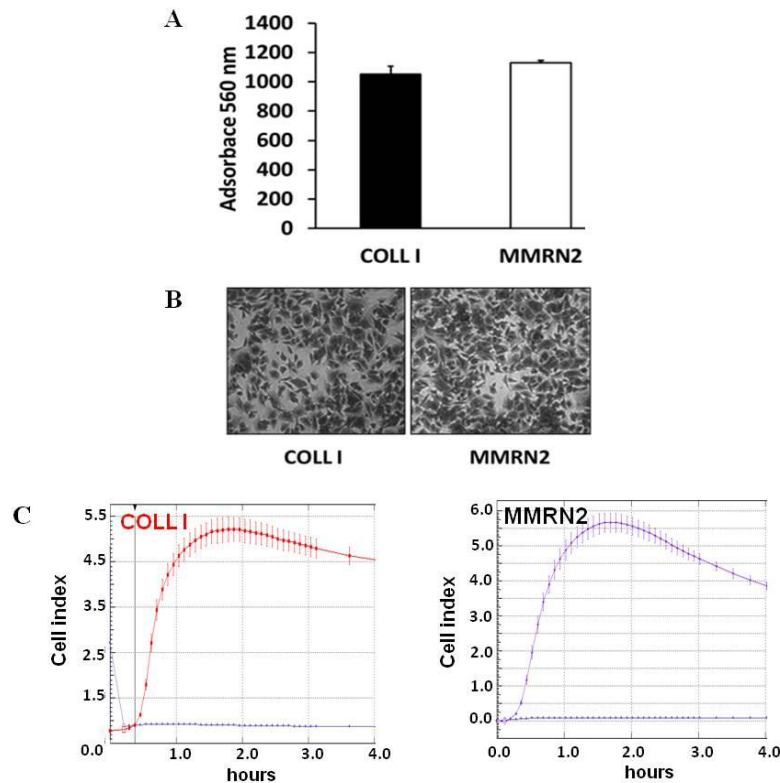 A
Adsorbace 560 nm
1400
1200
1000
800
600
400
200
0
COLL I MMRN2
B
COLL I MMRN2
C
COLL I
Cell index
5.5
4.5
3.5
2.5
1.5
0.0
1.0 2.0 3.0 4.0
hours
MMRN2
Cell index
6.0
5.0
4.0
3.0
2.0
1.0
0.0
0.0 1.0 2.0 3.0 4.0
hours